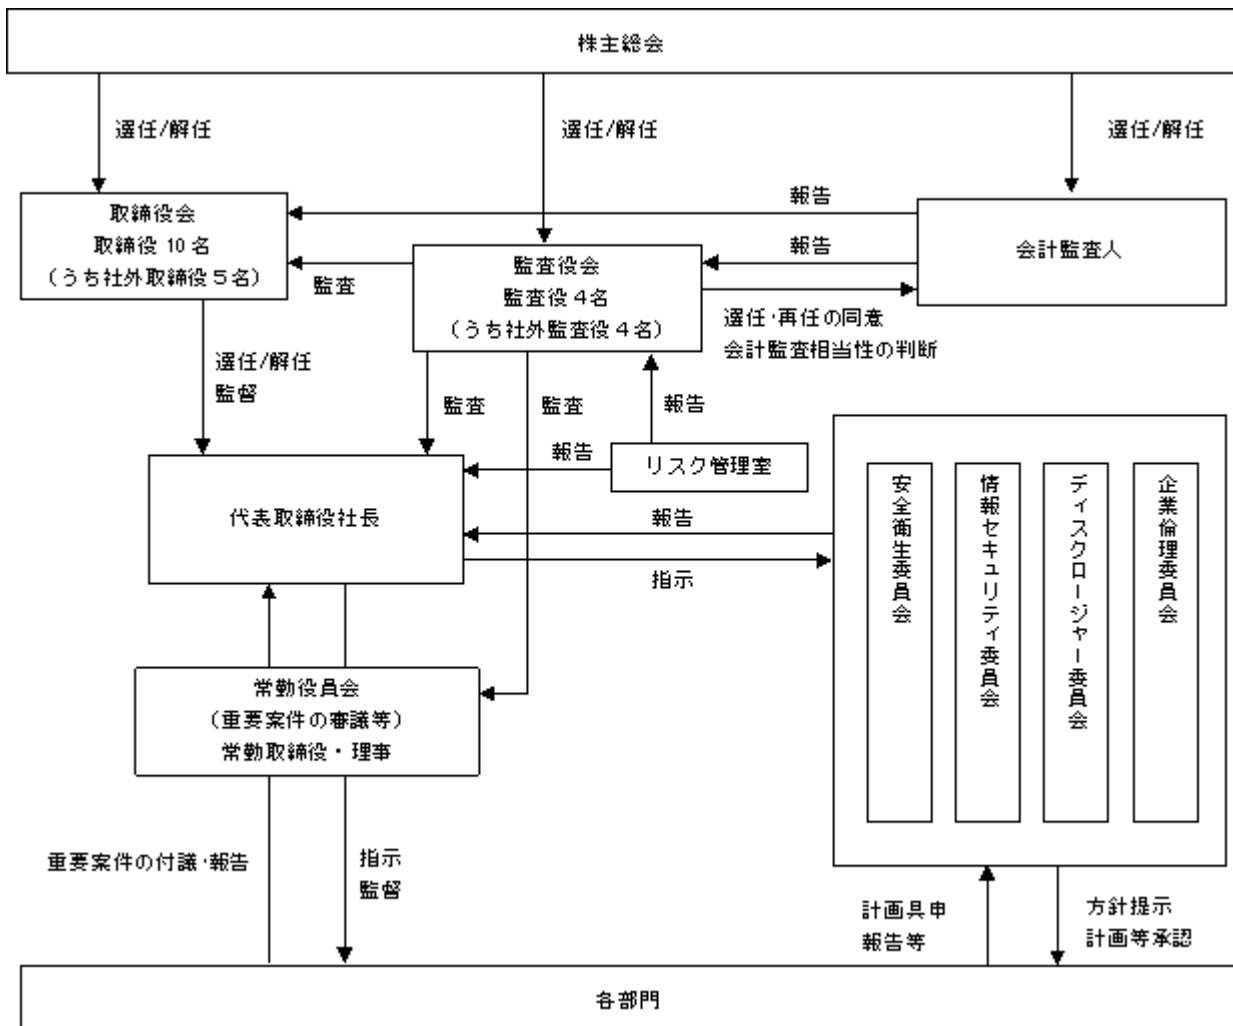 株主総会
選任/解任
選任/解任
選任/解任
取締役会
取締役 10 名
（うち社外取締役 5 名）
報告
会計監査人
監査役会
監査役 4 名
（うち社外監査役 4 名）
監査
報告
選任・再任の同意
会計監査相当性の判断
選任/解任
監督
監査
監査
報告
報告
リスク管理室
代表取締役社長
報告
指示
安全衛生委員会
情報セキュリティ委員会
ディスクロージャー委員会
企業倫理委員会
常勤役員会
（重要案件の審議等）
常勤取締役・理事
重要案件の付議・報告
指示
監督
計画具申
報告等
方針提示
計画等承認
各部門